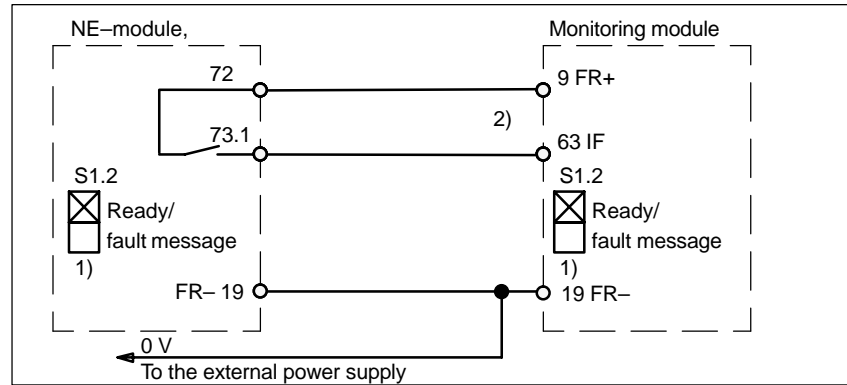 NE–module,
Monitoring module
72
9 FR+
2)
73.1
63 IF
S1.2
Ready/
fault message
1)
S1.2
Ready/
fault message
1)
FR– 19
19 FR–
0 V
To the external power supply